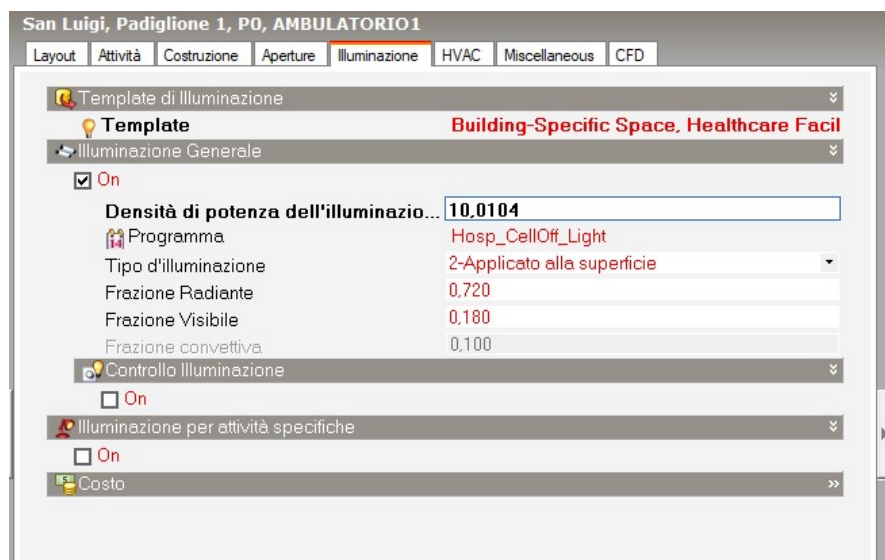 San Luigi, Padiglione 1, P0, AMBULATORIO1
Layout Attività Costruzione Aperture Illuminazione HVAC Miscellaneous CFD
Template di Illuminazione
Template Building-Specific Space, Healthcare Facil
Illuminazione Generale
On
Densità di potenza dell'illuminazio... 10,0104
14 Programma Hosp_CellOff_Light
Tipo d'illuminazione 2-Applicato alla superficie
Frazione Radiante 0,720
Frazione Visibile 0,180
Frazione convettiva 0,100
Controllo Illuminazione
On
Illuminazione per attività specifiche
On
Costo